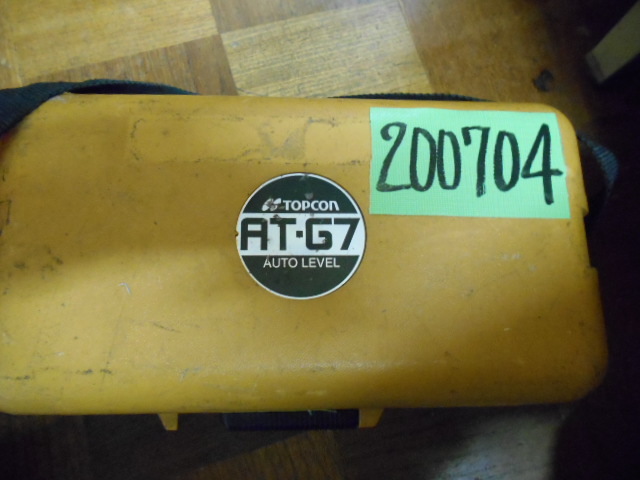 200704
TOPCON
AT-G7
AUTO LEVEL